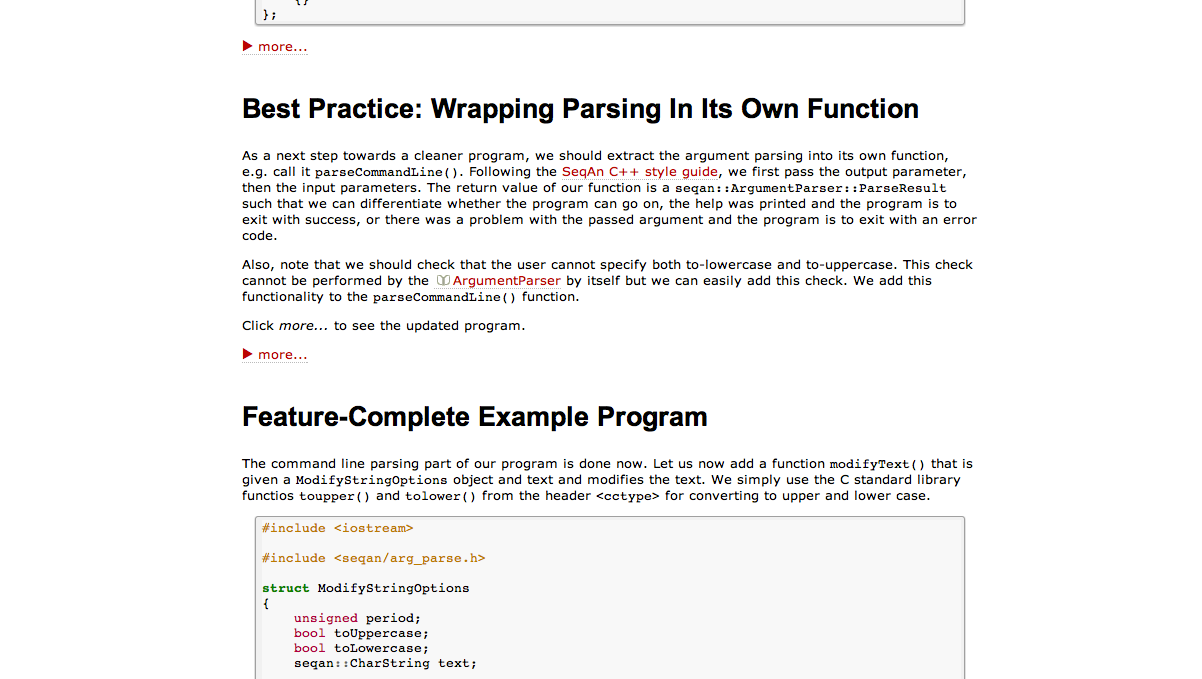 };
▶ more...
Best Practice: Wrapping Parsing In Its Own Function
As a next step towards a cleaner program, we should extract the argument parsing into its own function,
e.g. call it parseCommandLine(). Following the SeqAn C++ style guide, we first pass the output parameter,
then the input parameters. The return value of our function is a seqan::ArgumentParser::ParseResult
such that we can differentiate whether the program can go on, the help was printed and the program is to
exit with success, or there was a problem with the passed argument and the program is to exit with an error
code.
Also, note that we should check that the user cannot specify both to-lowercase and to-uppercase. This check
cannot be performed by the ArgumentParser by itself but we can easily add this check. We add this
functionality to the parseCommandLine() function.
Click more... to see the updated program.
▶ more...
Feature-Complete Example Program
The command line parsing part of our program is done now. Let us now add a function modifyText() that is
given a ModifyStringOptions object and text and modifies the text. We simply use the C standard library
functios toupper() and tolower() from the header <cctype> for converting to upper and lower case.
#include <iostream>
#include <seqan/arg_parse.h>
struct ModifyStringOptions
{
unsigned period;
bool toUppercase;
bool toLowercase;
seqan::CharString text;